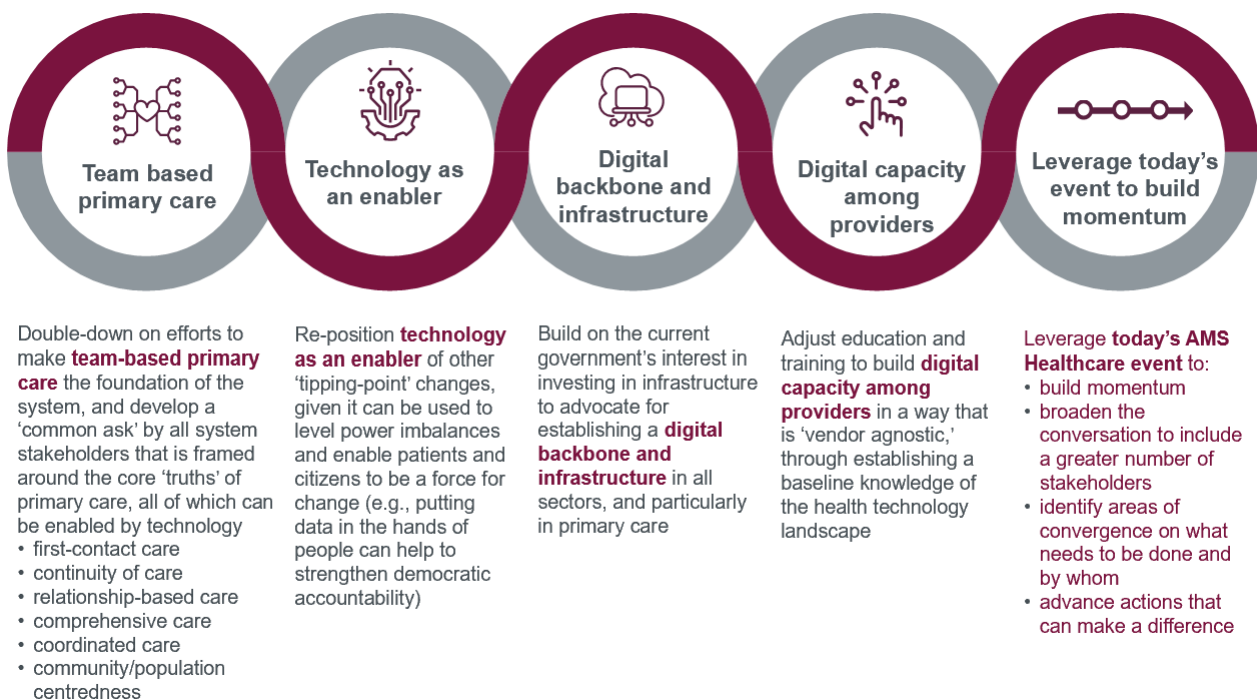 Team based
primary care
Technology as
an enabler
Digital
backbone and
infrastructure
Digital capacity
among
providers
Leverage today's
event to build
momentum
Double-down on efforts to
make team-based primary
care the foundation of the
system, and develop a
'common ask' by all system
stakeholders that is framed
around the core 'truths' of
primary care, all of which can
be enabled by technology
• first-contact care
• continuity of care
• relationship-based care
• comprehensive care
• coordinated care
• community/population
centredness
Re-position technology
as an enabler of other
'tipping-point' changes,
given it can be used to
level power imbalances
and enable patients and
citizens to be a force for
change (e.g., putting
data in the hands of
people can help to
strengthen democratic
accountability)
Build on the current
government's interest in
investing in infrastructure
to advocate for
establishing a digital
backbone and
infrastructure in all
sectors, and particularly
in primary care
Adjust education and
training to build digital
capacity among
providers in a way that
is 'vendor agnostic,'
through establishing a
baseline knowledge of
the health technology
landscape
Leverage today's AMS
Healthcare event to:
• build momentum
• broaden the
conversation to include
a greater number of
stakeholders
• identify areas of
convergence on what
needs to be done and
by whom
• advance actions that
can make a difference